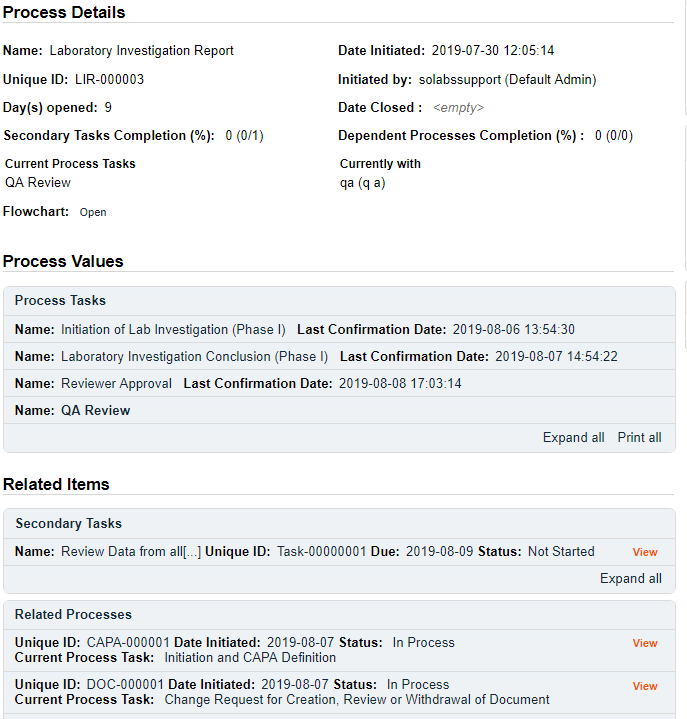 Process Details
Name: Laboratory Investigation Report Date Initiated: 2019-07-30 12:05:14
Unique ID: LIR-000003 Initiated by: solabssupport (Default Admin)
Day(s) opened: 9 Date Closed : <empty>
Secondary Tasks Completion (%): 0 (0/1) Dependent Processes Completion (%) : 0 (0/0)
Current Process Tasks Currently with
QA Review qa (q a)
Flowchart: Open
Process Values
Process Tasks
Name: Initiation of Lab Investigation (Phase I) Last Confirmation Date: 2019-08-06 13:54:30
Name: Laboratory Investigation Conclusion (Phase I) Last Confirmation Date: 2019-08-07 14:54:22
Name: Reviewer Approval Last Confirmation Date: 2019-08-08 17:03:14
Name: QA Review
Expand all Print all
Related Items
Secondary Tasks
Name: Review Data from all[...] Unique ID: Task-00000001 Due: 2019-08-09 Status: Not Started View
Expand all
Related Processes
Unique ID: CAPA-000001 Date Initiated: 2019-08-07 Status: In Process View
Current Process Task: Initiation and CAPA Definition
Unique ID: DOC-000001 Date Initiated: 2019-08-07 Status: In Process View
Current Process Task: Change Request for Creation, Review or Withdrawal of Document